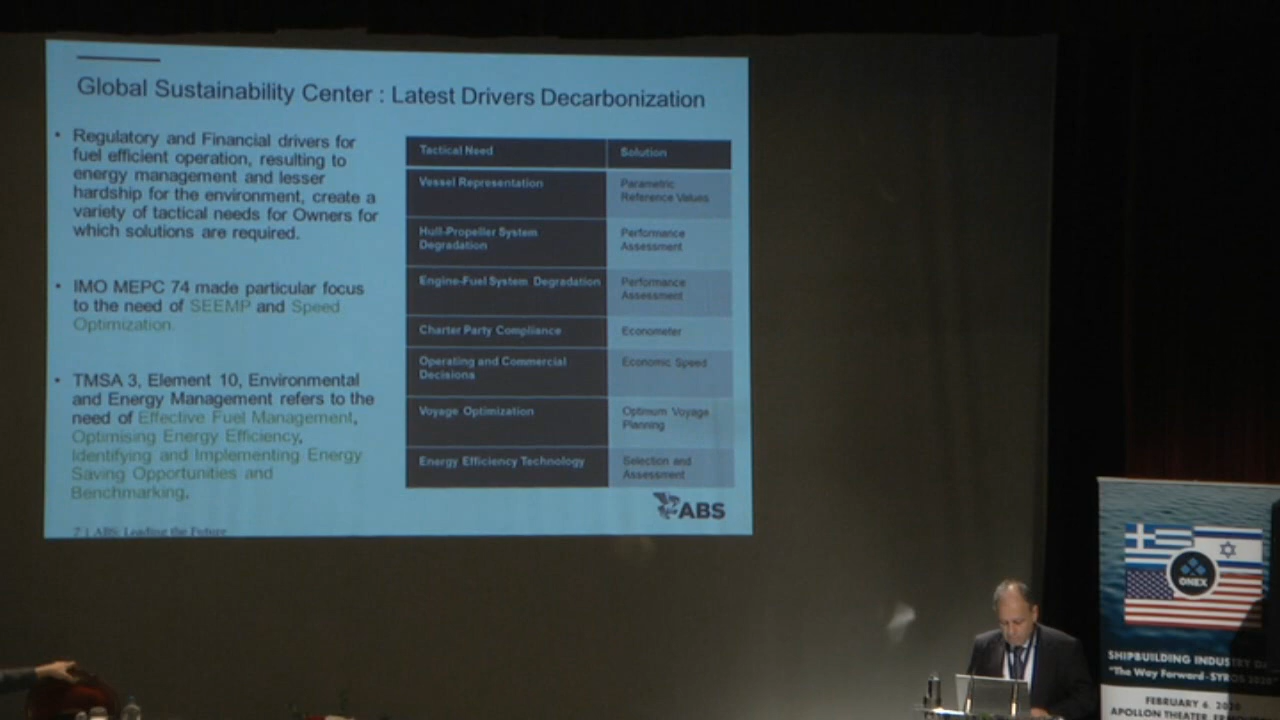 Global Sustainability Center : Latest Drivers Decarbonization
• Regulatory and Financial drivers for
fuel efficient operation, resulting to
energy management and lesser
hardship for the environment, create a
variety of tactical needs for Owners for
which solutions are required.
• IMO MEPC 74 made particular focus
to the need of SEEMP and Speed
Optimization.
• TMSA 3, Element 10, Environmental
and Energy Management refers to the
need of Effective Fuel Management,
Optimising Energy Efficiency,
Identifying and Implementing Energy
Saving Opportunities and
Benchmarking.
7 | ABS: Leading the Future
Tactical Need
Solution
Vessel Representation
Parametric
Reference Values
Hull-Propeller System
Degradation
Performance
Assessment
Engine-Fuel System Degradation
Performance
Assessment
Charter Party Compliance
Econometer
Operating and Commercial
Decisions
Economic Speed
Voyage Optimization
Optimum Voyage
Planning
Energy Efficiency Technology
Selection and
Assessment
ABS
ONEX
SHIPBUILDING INDUSTRY
"The Way Forward-SYROS 2020"
FEBRUARY 6, 2020
APOLLON THEATER